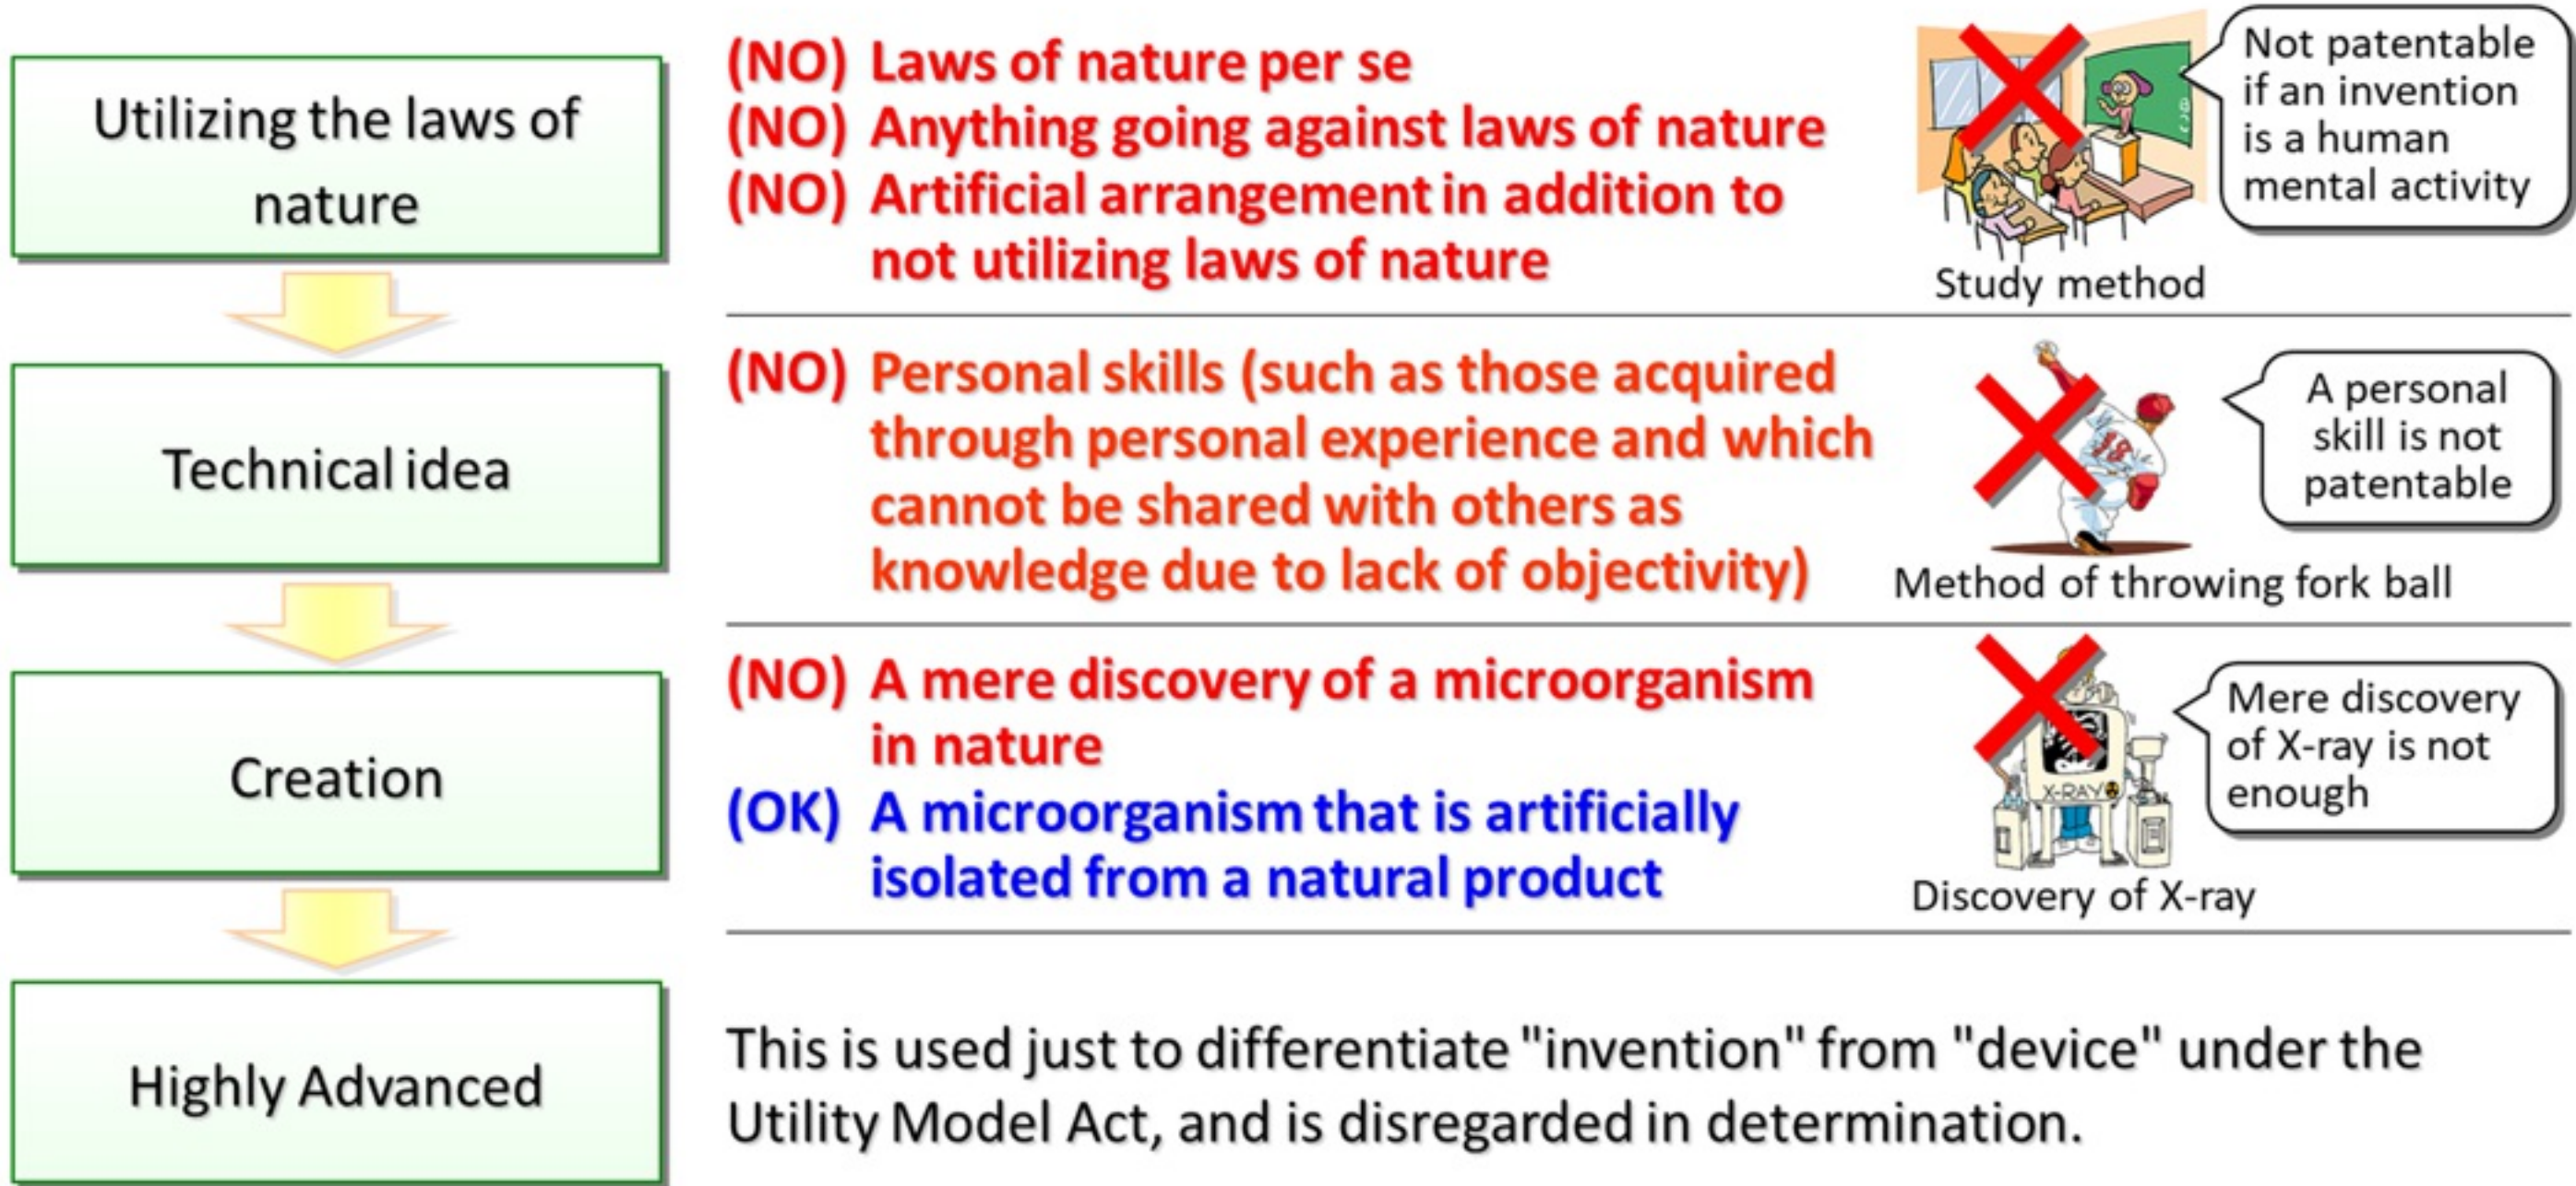 Utilizing the laws of
nature
(NO) Laws of nature per se
(NO) Anything going against laws of nature
(NO) Artificial arrangement in addition to
not utilizing laws of nature
Not patentable
if an invention
is a human
mental activity
Study method
Technical idea
(NO) Personal skills (such as those acquired
through personal experience and which
cannot be shared with others as
knowledge due to lack of objectivity)
18
A personal
skill is not
patentable
Method of throwing fork ball
Creation
(NO) A mere discovery of a microorganism
in nature
(OK) A microorganism that is artificially
isolated from a natural product
X-RAY
Mere discovery
of X-ray is not
enough
Discovery of X-ray
Highly Advanced
This is used just to differentiate "invention" from "device" under the
Utility Model Act, and is disregarded in determination.